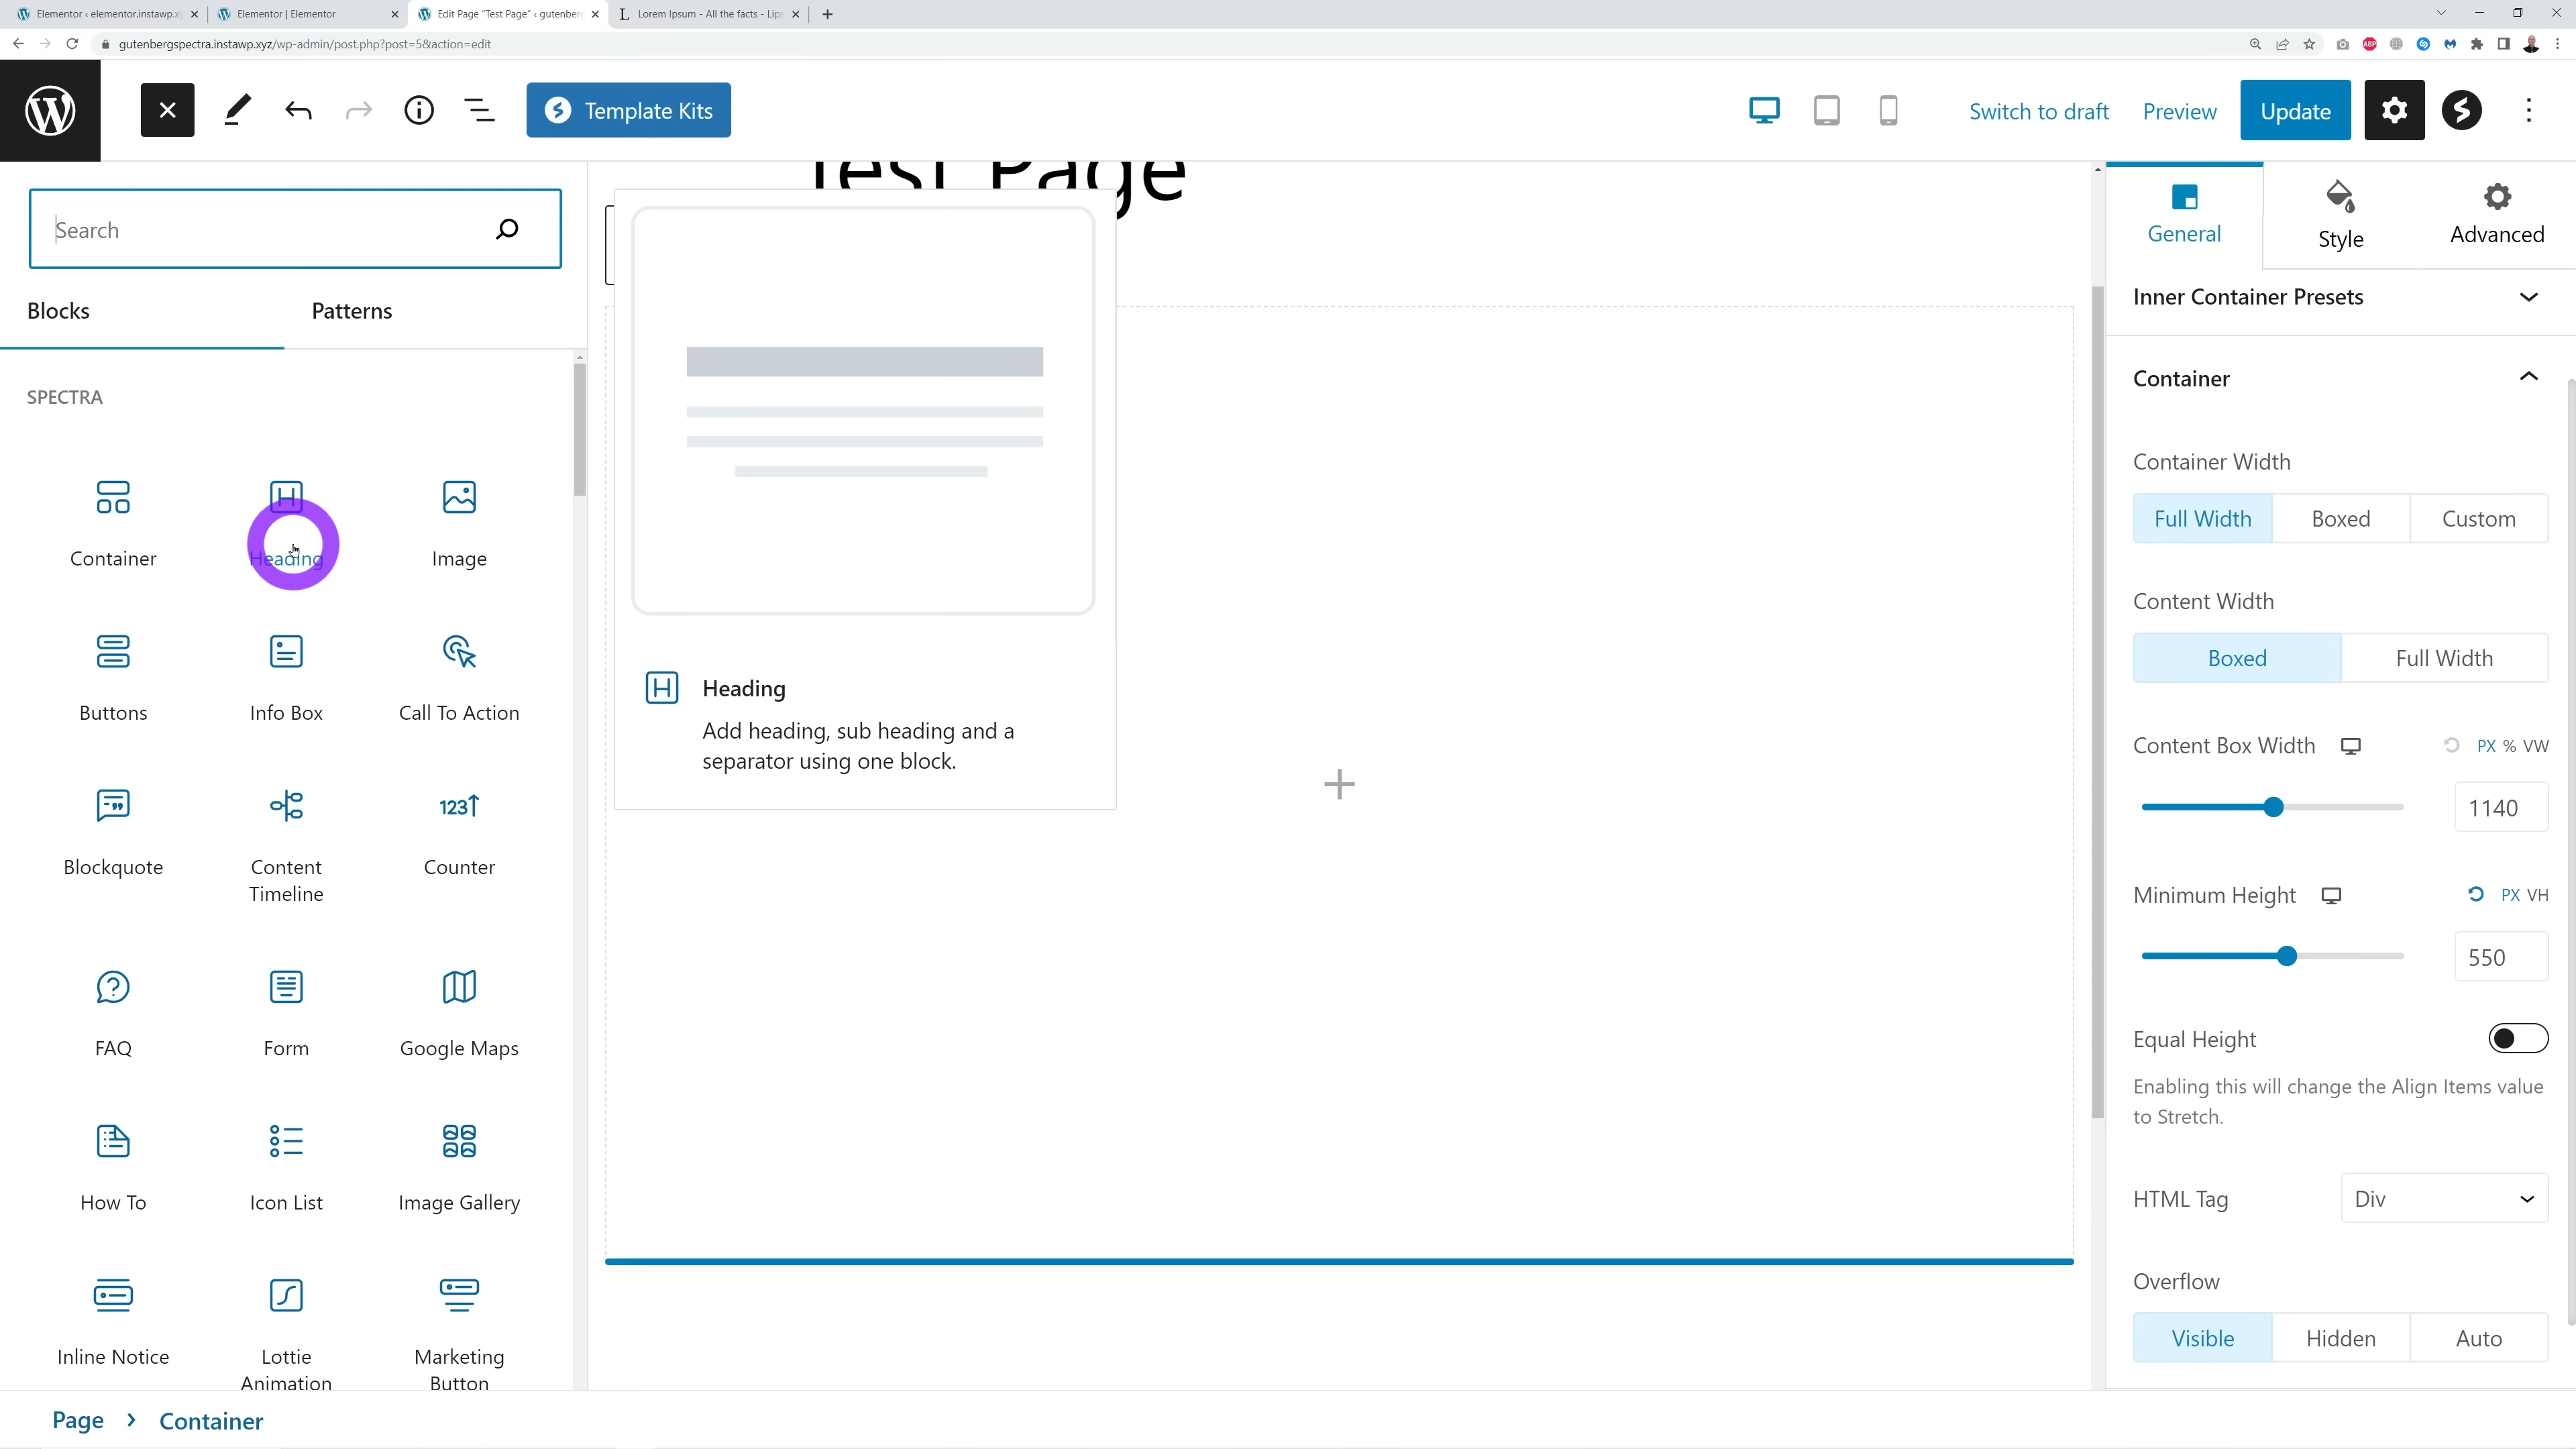 Elementor ‹ elementor.instawp.xy
Elementor | Elementor
Edit Page "Test Page" ‹ gutenberg
Lorem Ipsum - All the facts - Lips
gutenbergspectra.instawp.xyz/wp-admin/post.php?post=5&action=edit
ABP
Template Kits
Switch to draft
Preview
Update
Search
Blocks
Patterns
SPECTRA
Container
Heading
Image
Buttons
Info Box
Call To Action
Blockquote
Content
Timeline
123
Counter
FAQ
Form
Google Maps
How To
Icon List
Image Gallery
Inline Notice
Lottie
Animation
Marketing
Button
Test Page
Heading
Add heading, sub heading and a
separator using one block.
General
Style
Advanced
Inner Container Presets
Container
Container Width
Full Width
Boxed
Custom
Content Width
Boxed
Full Width
Content Box Width
PX % VW
1140
Minimum Height
PX VH
550
Equal Height
Enabling this will change the Align Items value
to Stretch.
HTML Tag
Div
Overflow
Visible
Hidden
Auto
Page
Container